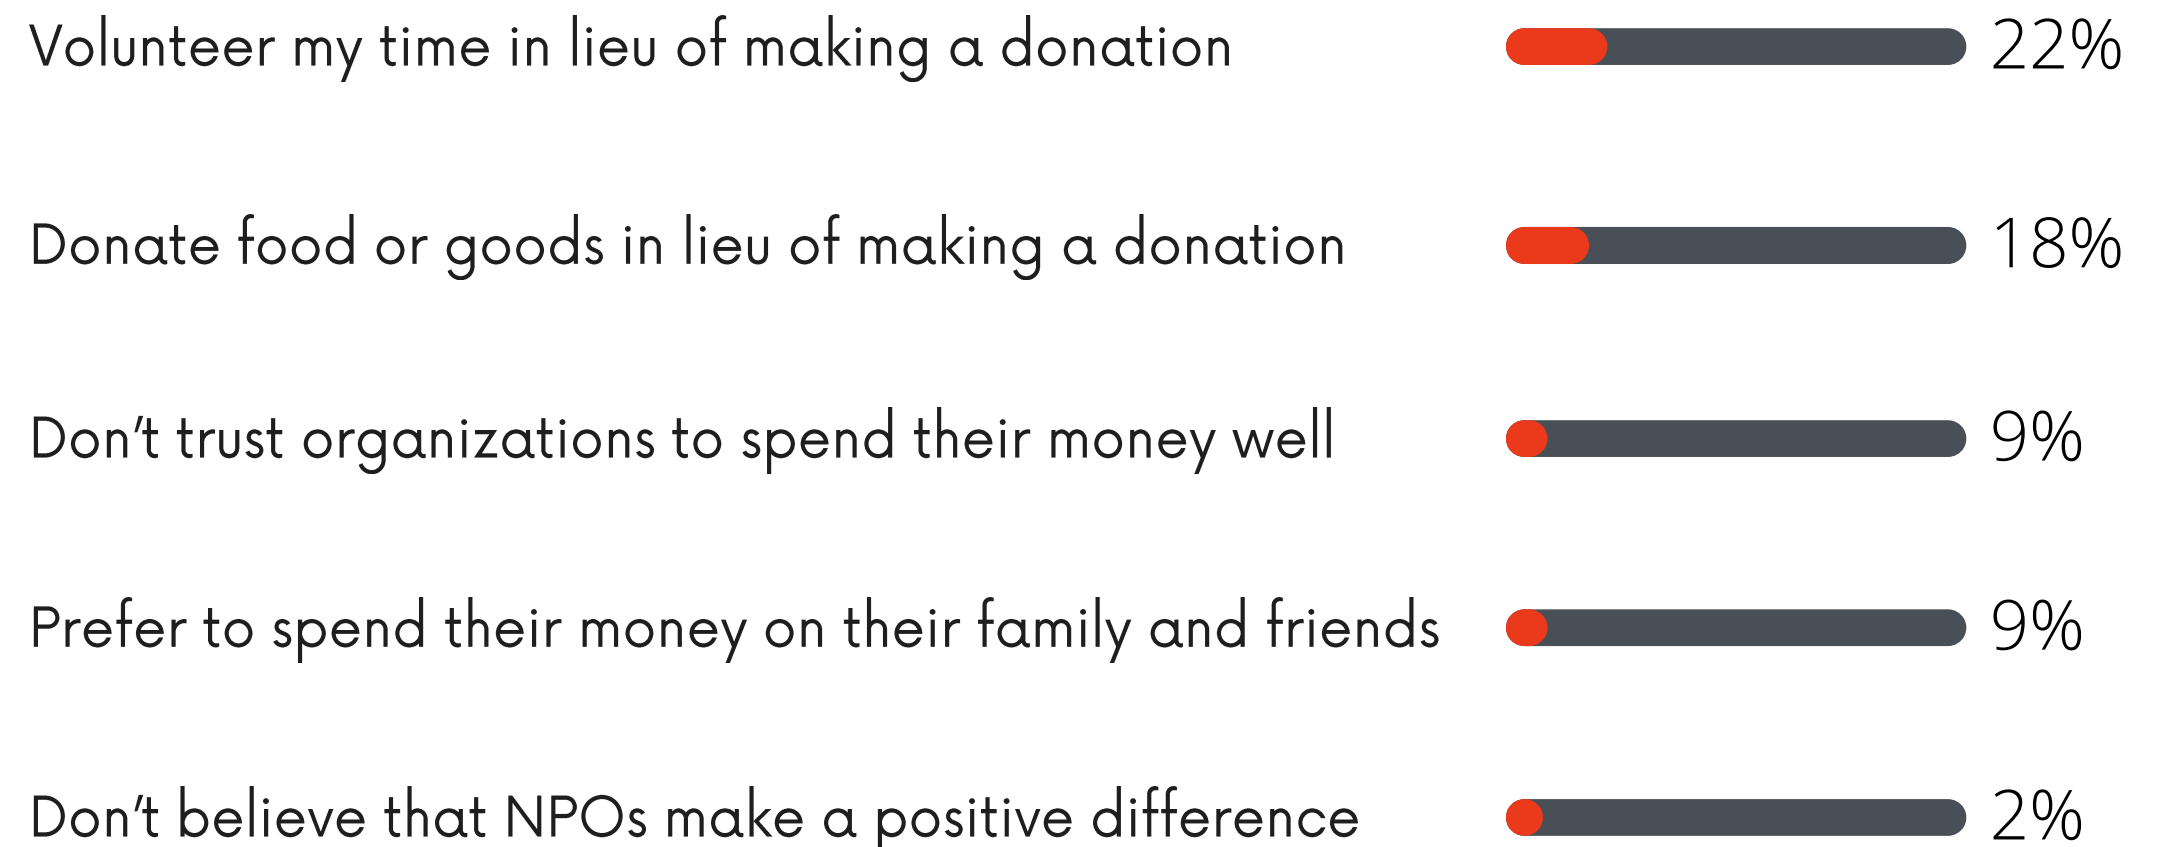 Volunteer my time in lieu of making a donation 22%
Donate food or goods in lieu of making a donation 18%
Don’t trust organizations to spend their money well 9%
Prefer to spend their money on their family and friends 9%
Don’t believe that NPOs make a positive difference 2%